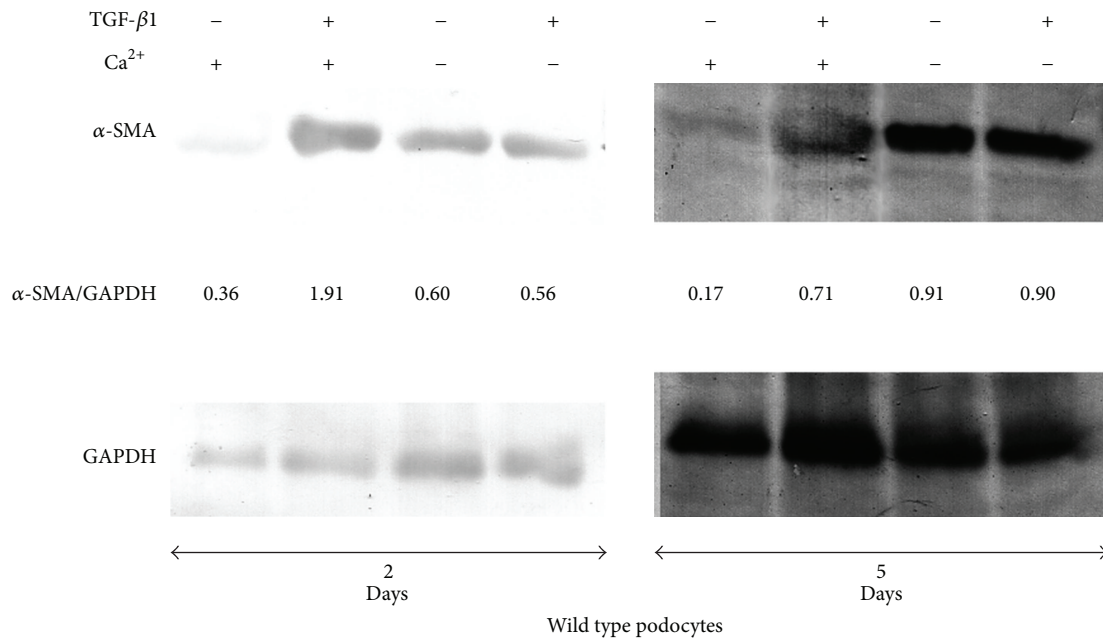 TGF-β1 − + − + − + − +
Ca²⁺ + + − − + + − −
α-SMA
α-SMA/GAPDH 0.36 1.91 0.60 0.56 0.17 0.71 0.91 0.90
GAPDH
2 5
Days Days
Wild type podocytes